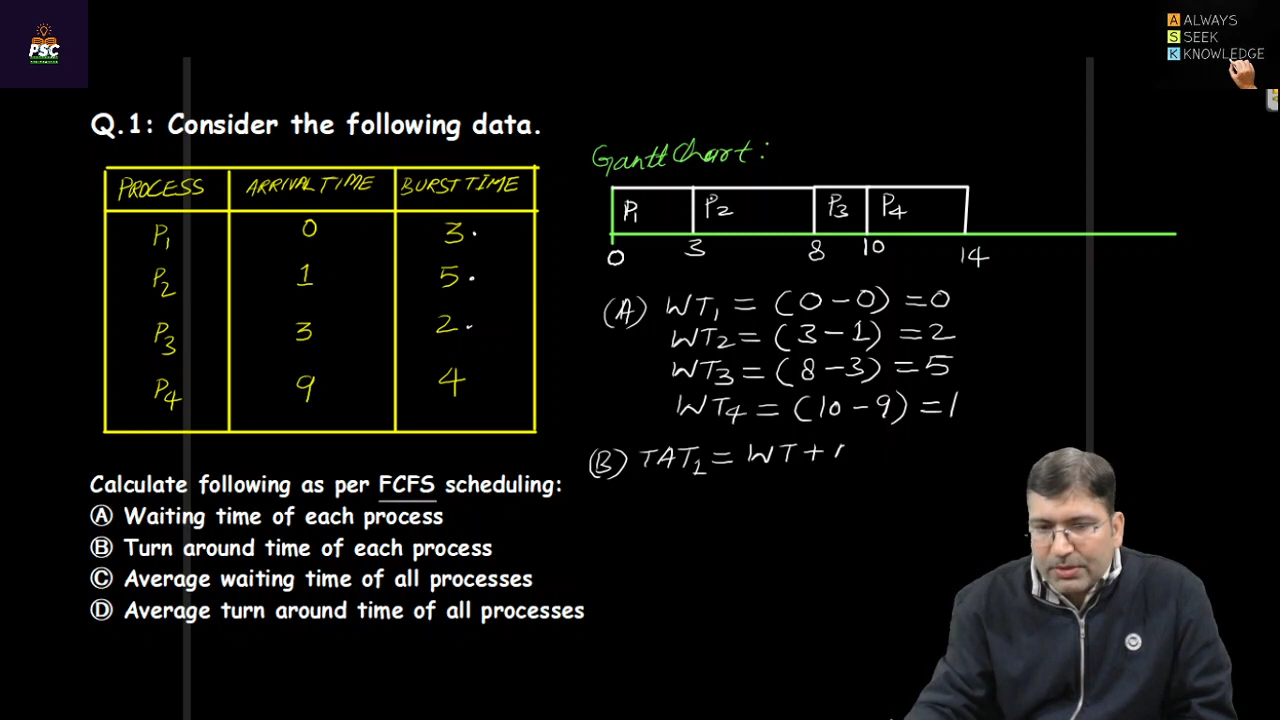 PSC
ALWAYS
SEEK
KNOWLEDGE
A
S
K
Q.1: Consider the following data.
PROCESS ARRIVAL TIME BURST TIME
P1 0 3
P2 1 5
P3 3 2
P4 9 4
Calculate following as per FCFS scheduling:
Ⓐ Waiting time of each process
Ⓑ Turn around time of each process
Ⓒ Average waiting time of all processes
Ⓓ Average turn around time of all processes
Gantt Chart:
P1 P2 P3 P4
0 3 8 10 14
(A) WT1 = (0-0) = 0
WT2 = (3-1) = 2
WT3 = (8-3) = 5
WT4 = (10-9) = 1
(B) TAT1 = WT +